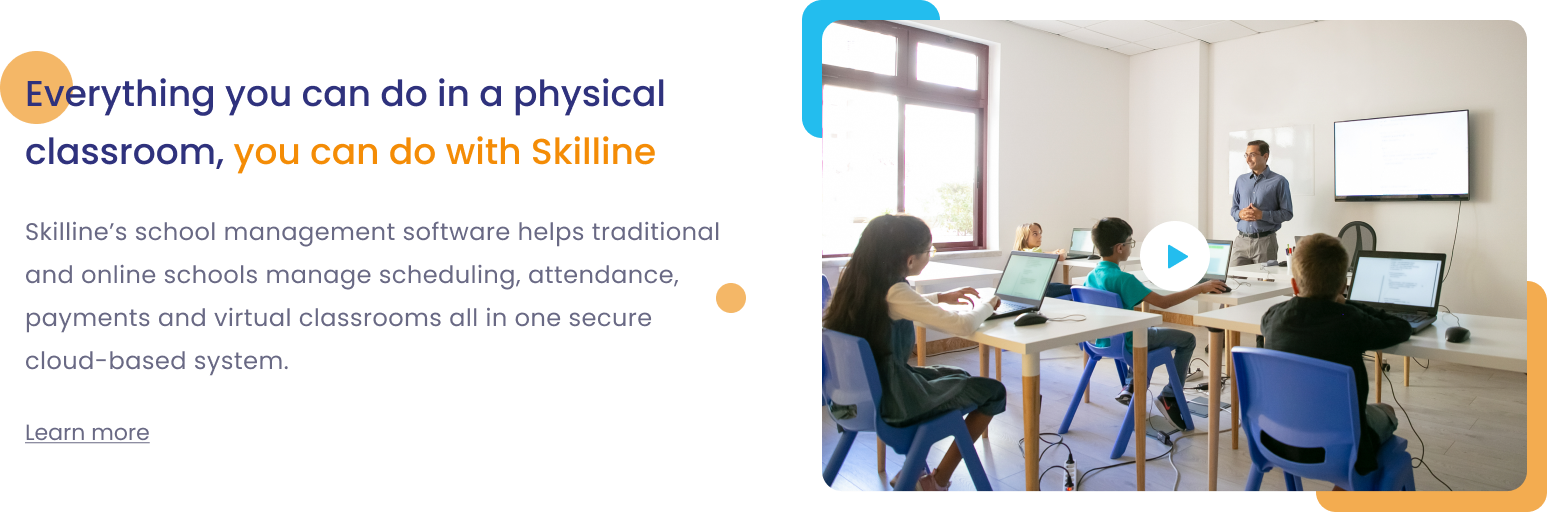 Everything you can do in a physical
classroom, you can do with Skilline
Skilline’s school management software helps traditional
and online schools manage scheduling, attendance,
payments and virtual classrooms all in one secure
cloud-based system.
Learn more